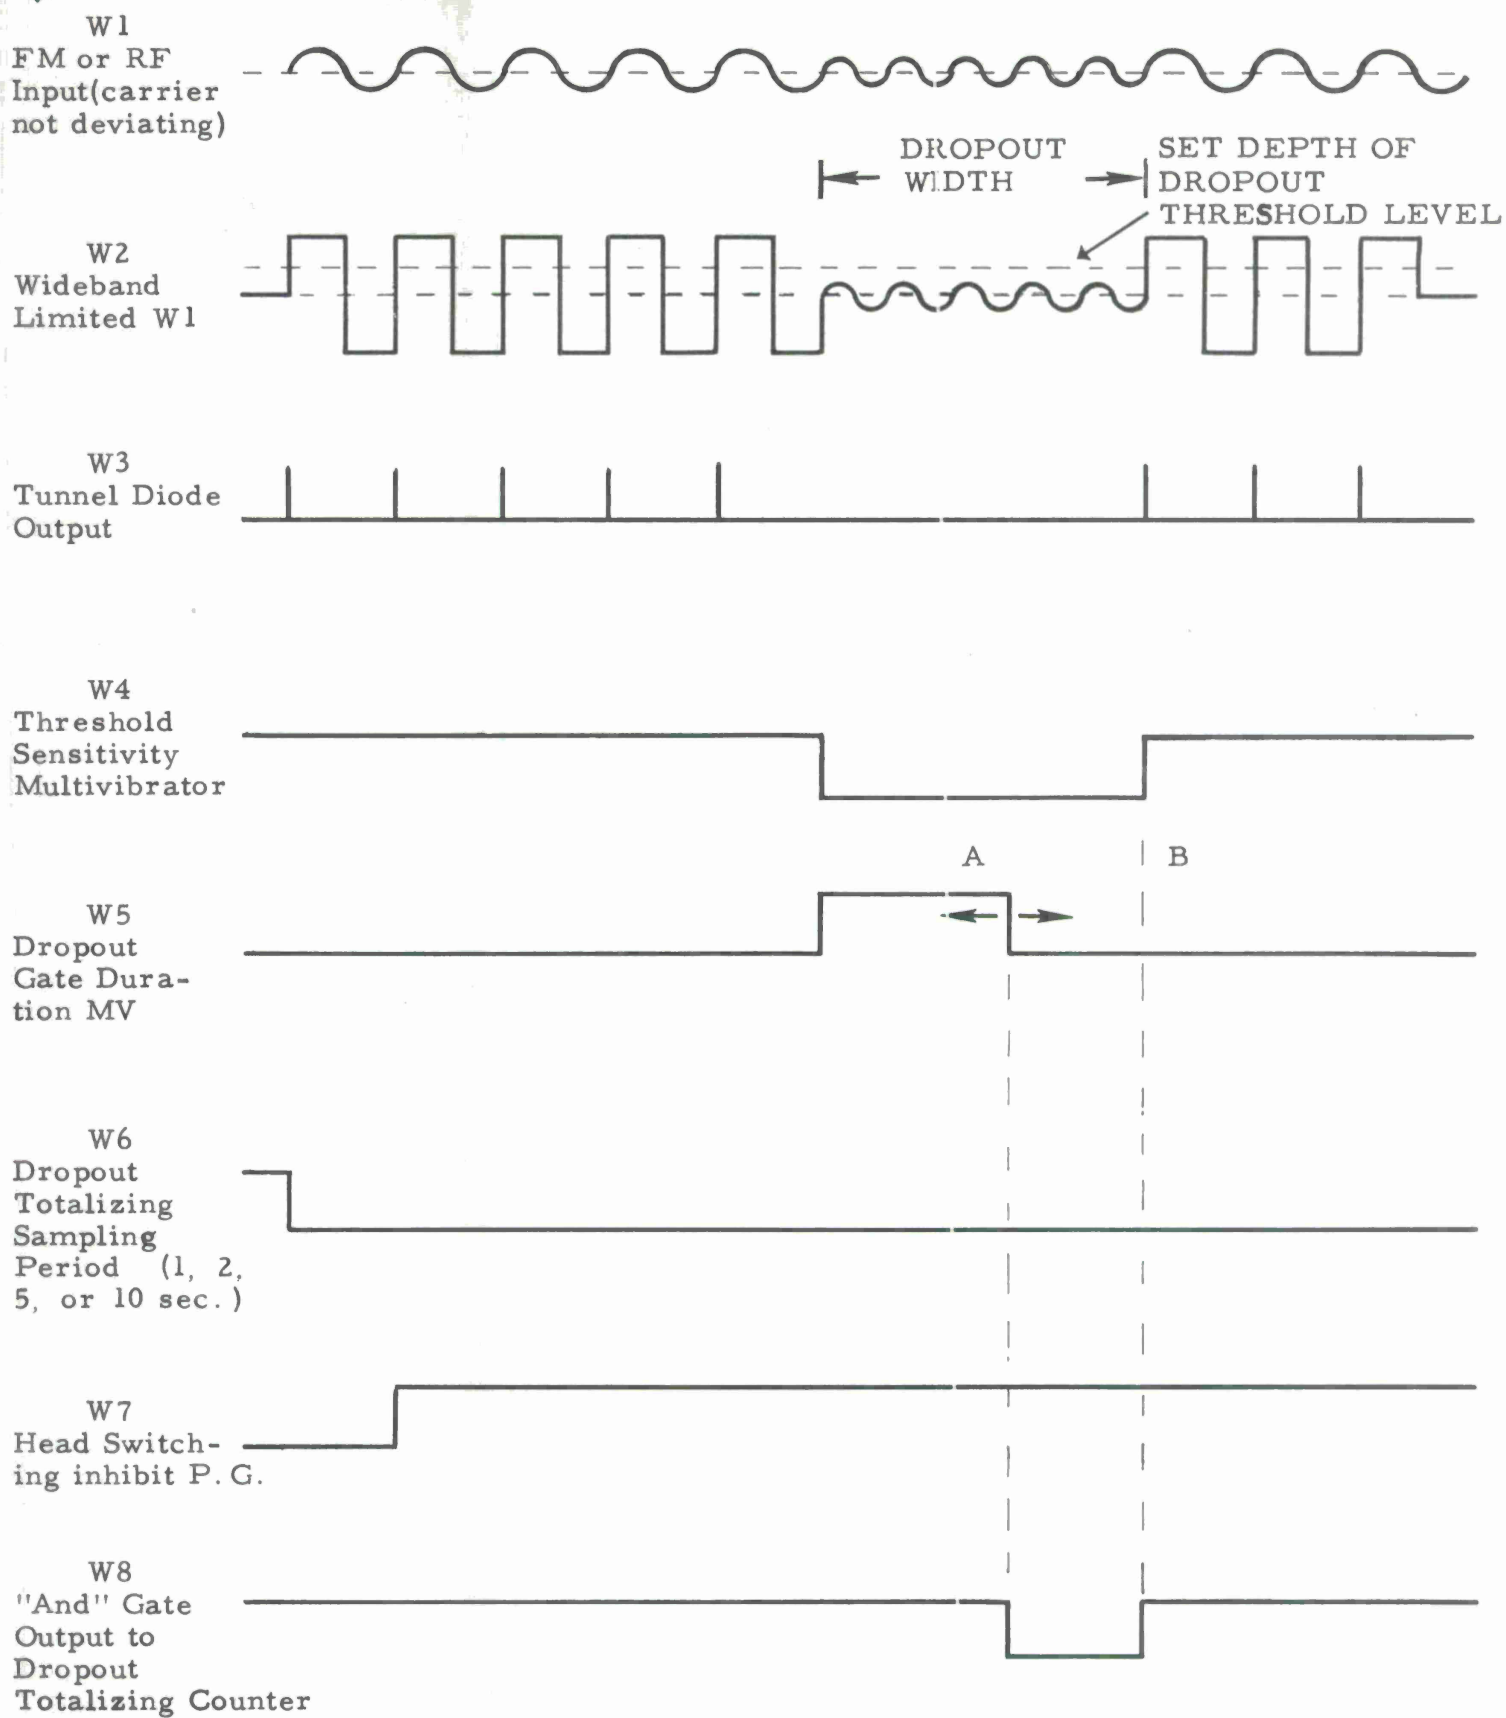 W1
FM or RF
Input(carrier
not deviating)
DROPOUT
WIDTH
SET DEPTH OF
DROPOUT
THRESHOLD LEVEL
W2
Wideband
Limited W1
W3
Tunnel Diode
Output
W4
Threshold
Sensitivity
Multivibrator
A
B
W5
Dropout
Gate Dura-
tion MV
W6
Dropout
Totalizing
Sampling
Period (1, 2,
5, or 10 sec.)
W7
Head Switch-
ing inhibit P.G.
W8
"And" Gate
Output to
Dropout
Totalizing Counter